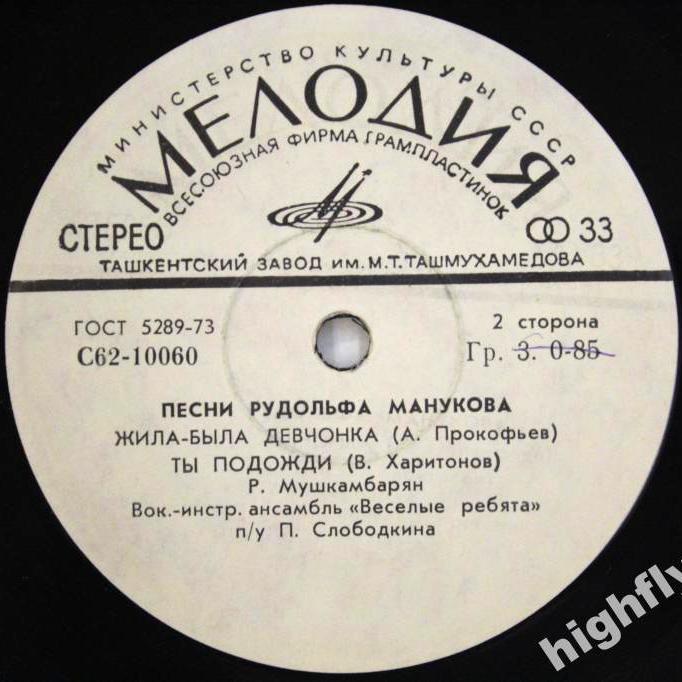 МИНИСТЕРСТВО КУЛЬТУРЫ СССР
МЕЛОДИЯ
ВСЕСОЮЗНАЯ ФИРМА ГРАМПЛАСТИНОК
СТЕРЕО
33
ТАШКЕНТСКИЙ ЗАВОД ИМ. М.Т. ТАШМУХАМЕДОВА
ГОСТ 5289-73
2 сторона
С62-10060
Гр. 3. 0-85
ПЕСНИ РУДОЛЬФА МАНУКОВА
ЖИЛА-БЫЛА ДЕВЧОНКА (А. Прокофьев)
ТЫ ПОДОЖДИ (В. Харитонов)
Р. Мушкамбарян
Вок.-инстр. ансамбль «Веселые ребята»
п/у П. Слободкина
highfly